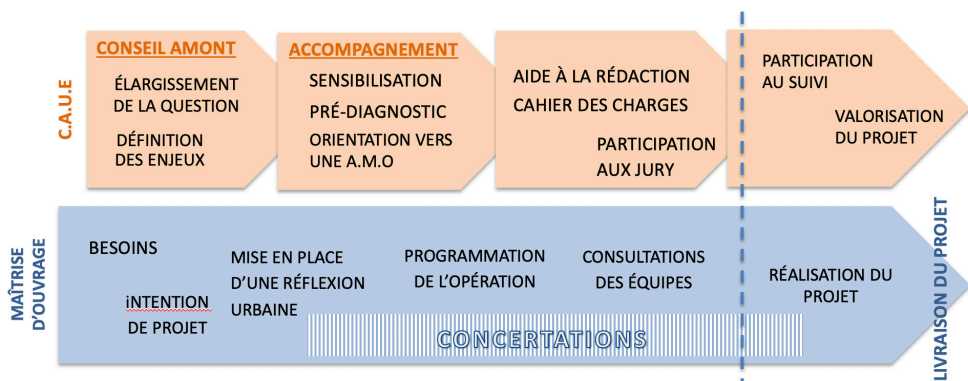 C.A.U.E
CONSEIL AMONT
ÉLARGISSEMENT
DE LA QUESTION
DÉFINITION
DES ENJEUX
ACCOMPAGNEMENT
SENSIBILISATION
PRÉ-DIAGNOSTIC
ORIENTATION VERS
UNE A.M.O
AIDE À LA RÉDACTION
CAHIER DES CHARGES
PARTICIPATION
AUX JURY
PARTICIPATION
AU SUIVI
VALORISATION
DU PROJET
MAÎTRISE
D'OUVRAGE
BESOINS
iNTENTION
DE PROJET
MISE EN PLACE
D'UNE RÉFLEXION
URBAINE
PROGRAMMATION
DE L'OPÉRATION
CONSULTATIONS
DES ÉQUIPES
CONCERTATIONS
RÉALISATION DU
PROJET
LIVRAISON DU PROJET